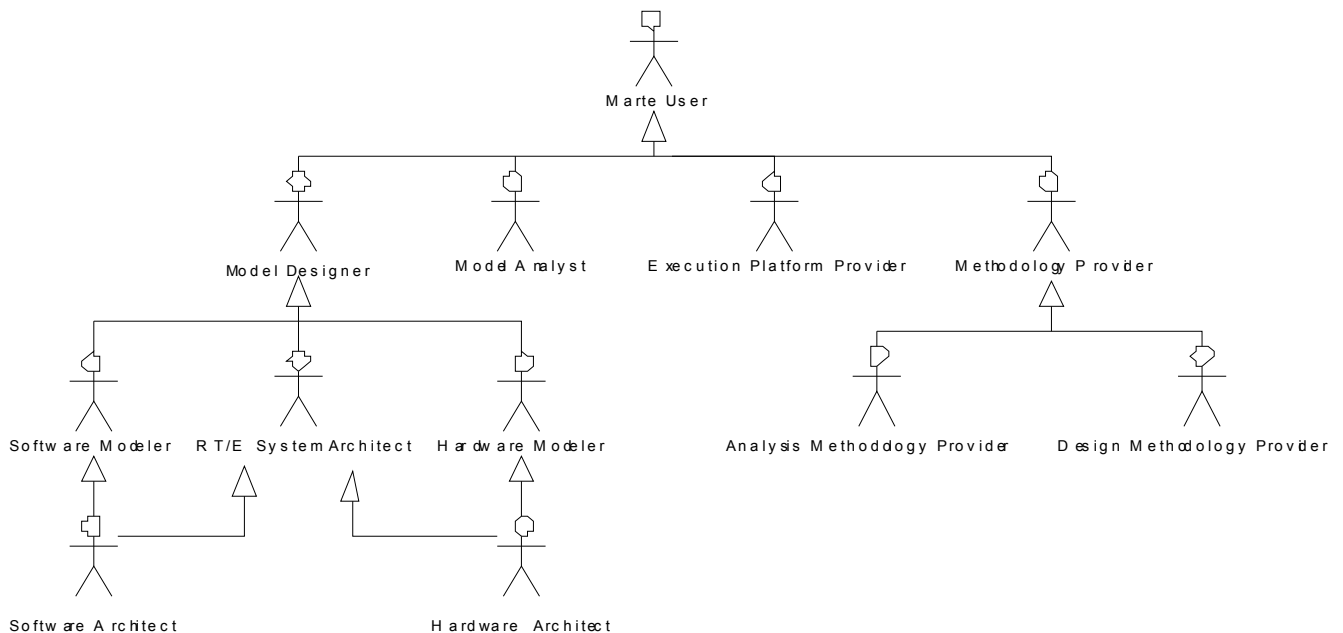 Marte User
Model Designer
Model Analyst
Execution Platform Provider
Methodology Provider
Software Modeler
RT/E System Architect
Hardware Modeler
Analysis Methodology Provider
Design Methodology Provider
Software Architect
Hardware Architect